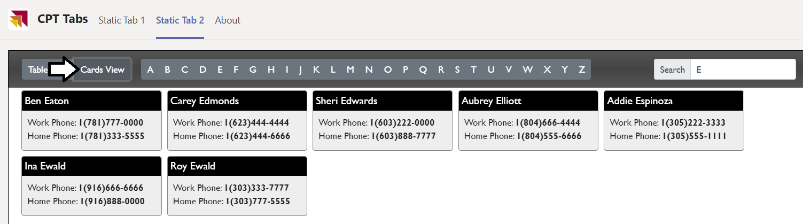 CPT Tabs Static Tab 1 Static Tab 2 About
Table Cards View A B C D E F G H I J K L M N O P Q R S T U V W X Y Z Search E
Ben Eaton Carey Edmonds Sheri Edwards Aubrey Elliott Addie Espinoza
Work Phone: 1(781)777-0000 Work Phone: 1(623)444-4444 Work Phone: 1(603)222-0000 Work Phone: 1(804)666-4444 Work Phone: 1(305)222-3333
Home Phone: 1(781)333-5555 Home Phone: 1(623)444-6666 Home Phone: 1(603)888-7777 Home Phone: 1(804)555-6666 Home Phone: 1(305)555-1111
Ina Ewald Roy Ewald
Work Phone: 1(916)666-6666 Work Phone: 1(303)333-7777
Home Phone: 1(916)888-0000 Home Phone: 1(303)777-5555